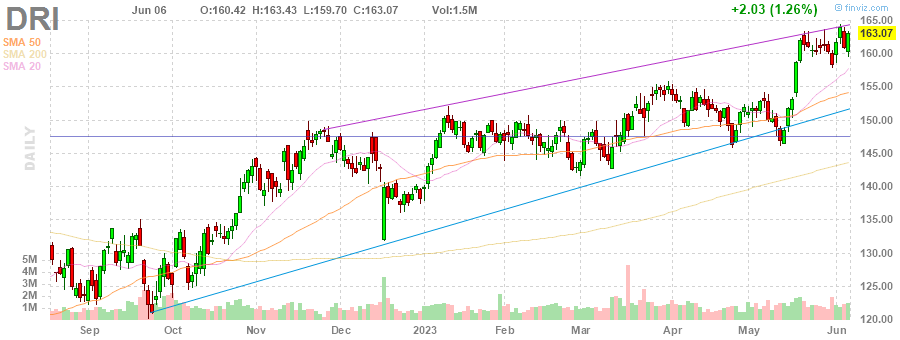 DRI
Jun 06 O:160.42 H:163.43 L:159.70 C:163.07 Vol:1.5M +2.03 (1.26%)
© finviz.com
SMA 50
SMA 200
SMA 20
DAILY
165.00
163.07
160.00
155.00
150.00
145.00
140.00
135.00
130.00
125.00
120.00
5M
4M
3M
2M
1M
Sep Oct Nov Dec 2023 Feb Mar Apr May Jun